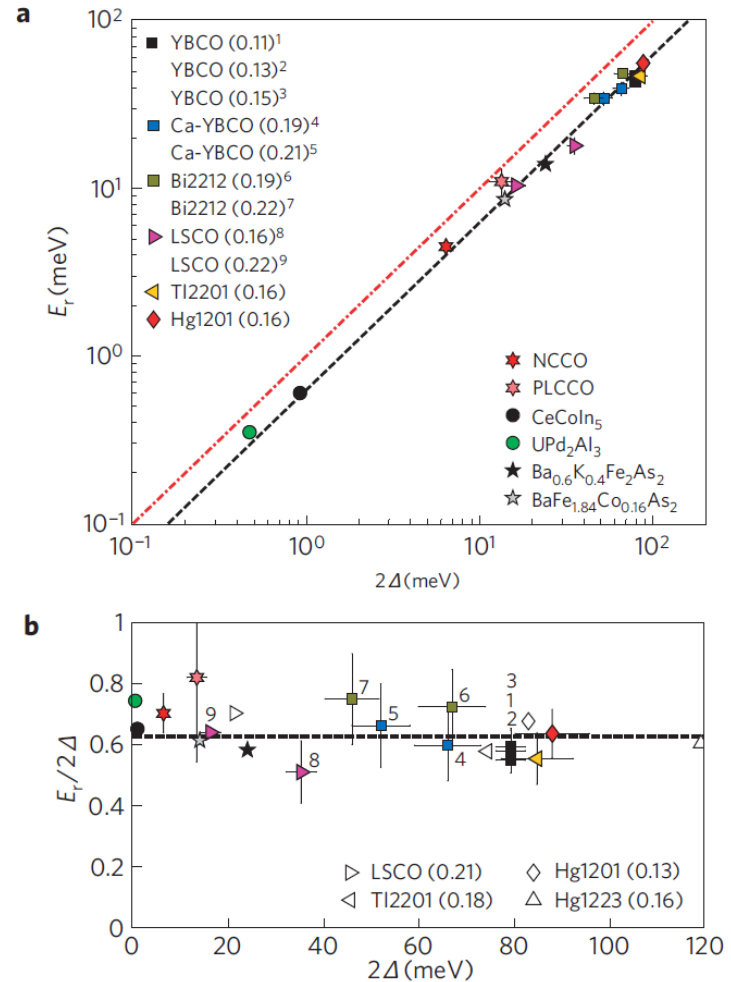 a
10²
YBCO (0.11)¹
YBCO (0.13)²
YBCO (0.15)³
Ca-YBCO (0.19)⁴
Ca-YBCO (0.21)⁵
Bi2212 (0.19)⁶
Bi2212 (0.22)⁷
LSCO (0.16)⁸
LSCO (0.22)⁹
Tl2201 (0.16)
Hg1201 (0.16)
10¹
10⁰
10⁻¹
Eᵣ (meV)
NCCO
PLCCO
CeCoIn₅
UPd₂Al₃
Ba₀.₆K₀.₄Fe₂As₂
BaFe₁.₈₄Co₀.₁₆As₂
10⁻¹ 10⁰ 10¹ 10²
2Δ (meV)
b
1
0.8
0.6
0.4
0.2
0
Eᵣ/2Δ
9
8
7
5
6
4
3
1
2
LSCO (0.21) Hg1201 (0.13)
Tl2201 (0.18) Hg1223 (0.16)
0 20 40 60 80 100 120
2Δ (meV)